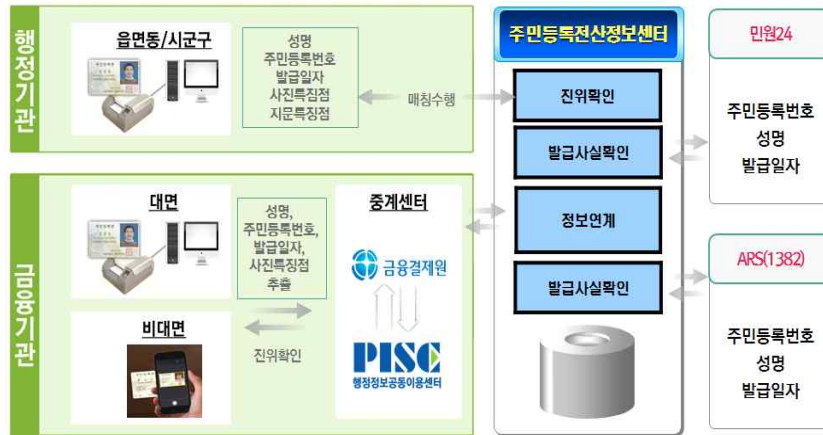 행정기관
읍면동/시군구
성명
주민등록번호
발급일자
사진특짐점
지문특징점
매칭수행
주민등록전산정보센터
진위확인
발급사실확인
정보연계
발급사실확인
민원24
주민등록번호
성명
발급일자
금융기관
대면
성명,
주민등록번호,
발급일자,
사진특징점
추출
중계센터
금융결제원
비대면
진위확인
PISC
행정정보공동이용센터
ARS(1382)
주민등록번호
성명
발급일자